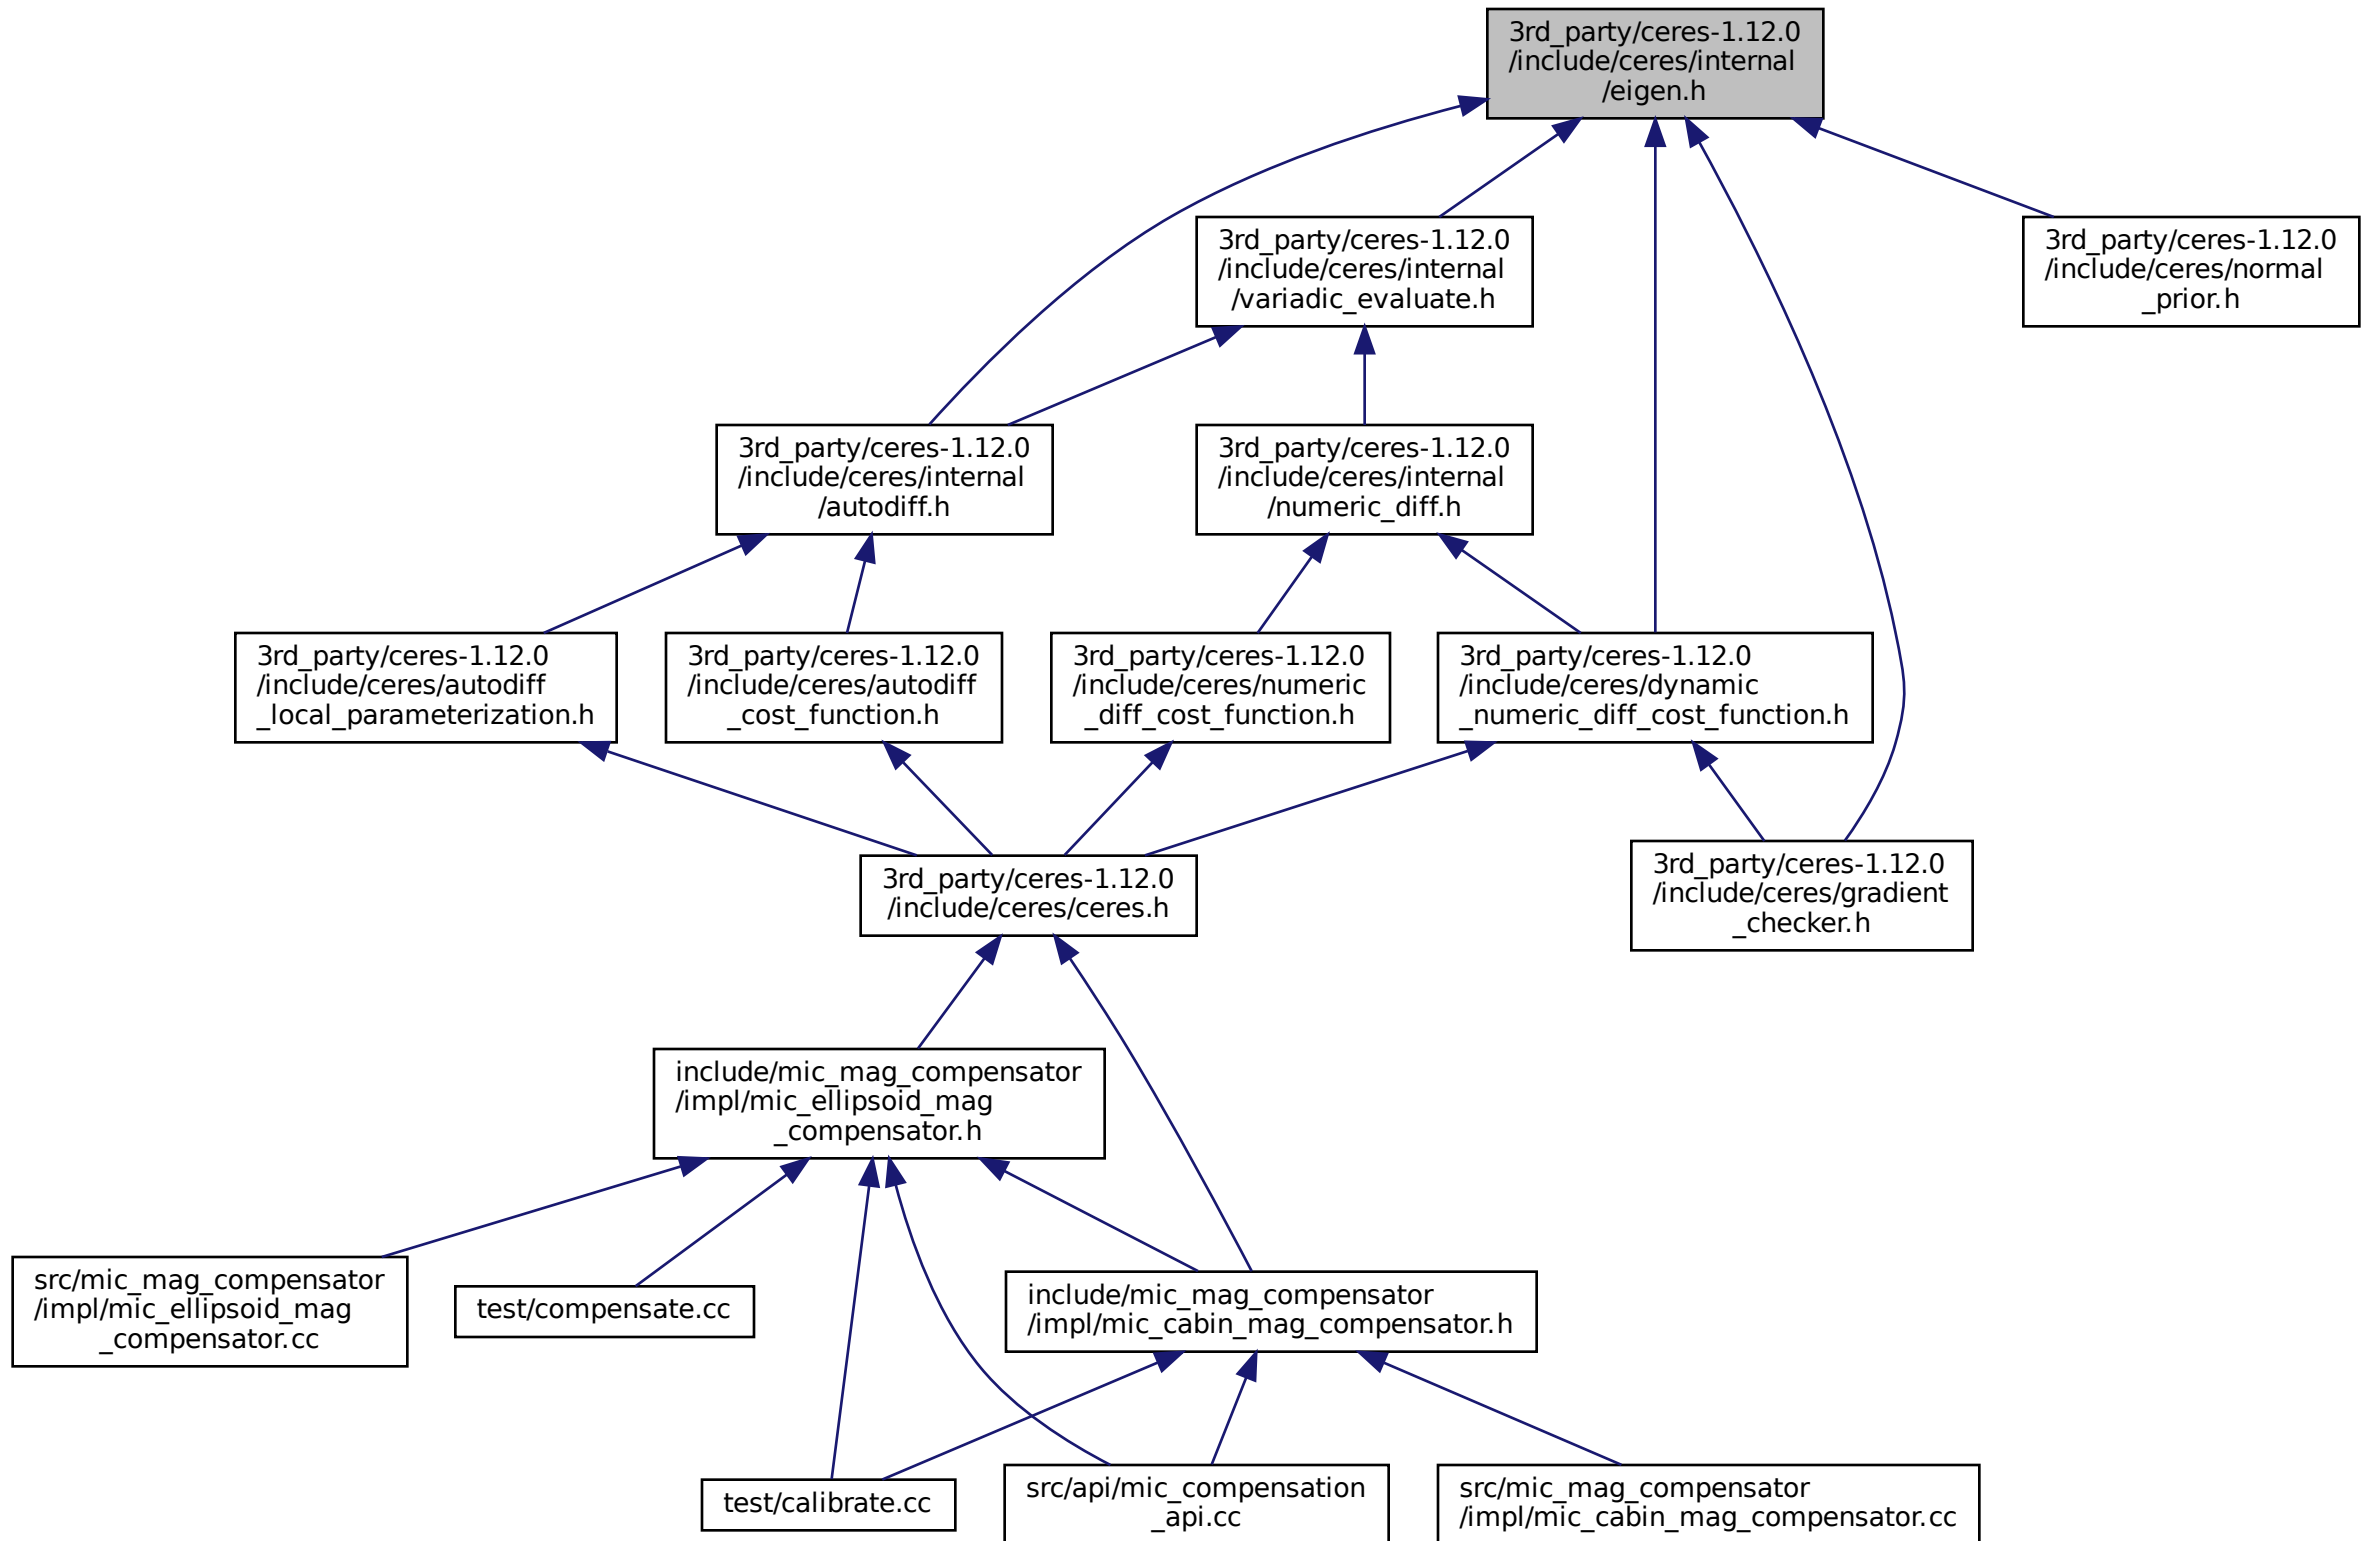 3rd_party/ceres-1.12.0
/include/ceres/internal
/eigen.h
3rd_party/ceres-1.12.0
/include/ceres/internal
/variadic_evaluate.h
3rd_party/ceres-1.12.0
/include/ceres/normal
_prior.h
3rd_party/ceres-1.12.0
/include/ceres/internal
/autodiff.h
3rd_party/ceres-1.12.0
/include/ceres/internal
/numeric_diff.h
3rd_party/ceres-1.12.0
/include/ceres/autodiff
_local_parameterization.h
3rd_party/ceres-1.12.0
/include/ceres/autodiff
_cost_function.h
3rd_party/ceres-1.12.0
/include/ceres/numeric
_diff_cost_function.h
3rd_party/ceres-1.12.0
/include/ceres/dynamic
_numeric_diff_cost_function.h
3rd_party/ceres-1.12.0
/include/ceres/ceres.h
3rd_party/ceres-1.12.0
/include/ceres/gradient
_checker.h
include/mic_mag_compensator
/impl/mic_ellipsoid_mag
_compensator.h
src/mic_mag_compensator
/impl/mic_ellipsoid_mag
_compensator.cc
test/compensate.cc
include/mic_mag_compensator
/impl/mic_cabin_mag_compensator.h
test/calibrate.cc
src/api/mic_compensation
_api.cc
src/mic_mag_compensator
/impl/mic_cabin_mag_compensator.cc